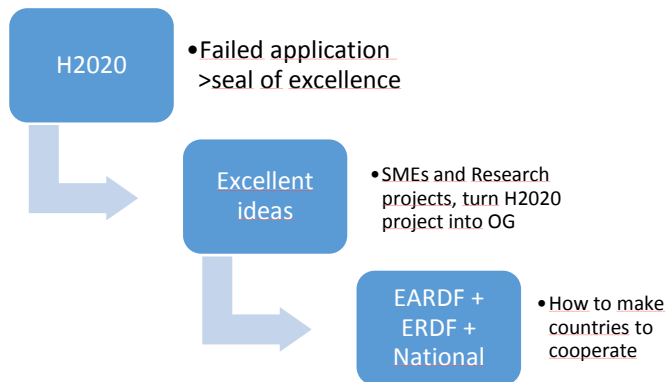 H2020
•Failed application
>seal of excellence
Excellent
ideas
•SMEs and Research
projects, turn H2020
project into OG
EARDF +
ERDF +
National
•How to make
countries to
cooperate